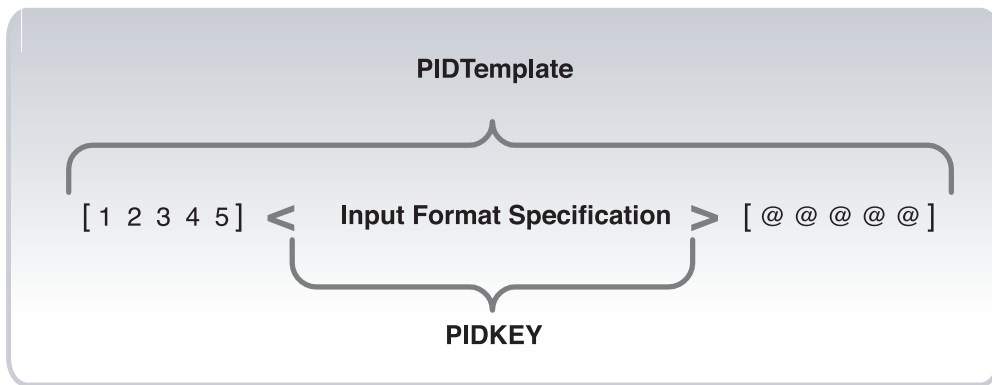 PIDTemplate
[ 1 2 3 4 5 ] < Input Format Specification > [ @ @ @ @ @ ]
PIDKEY